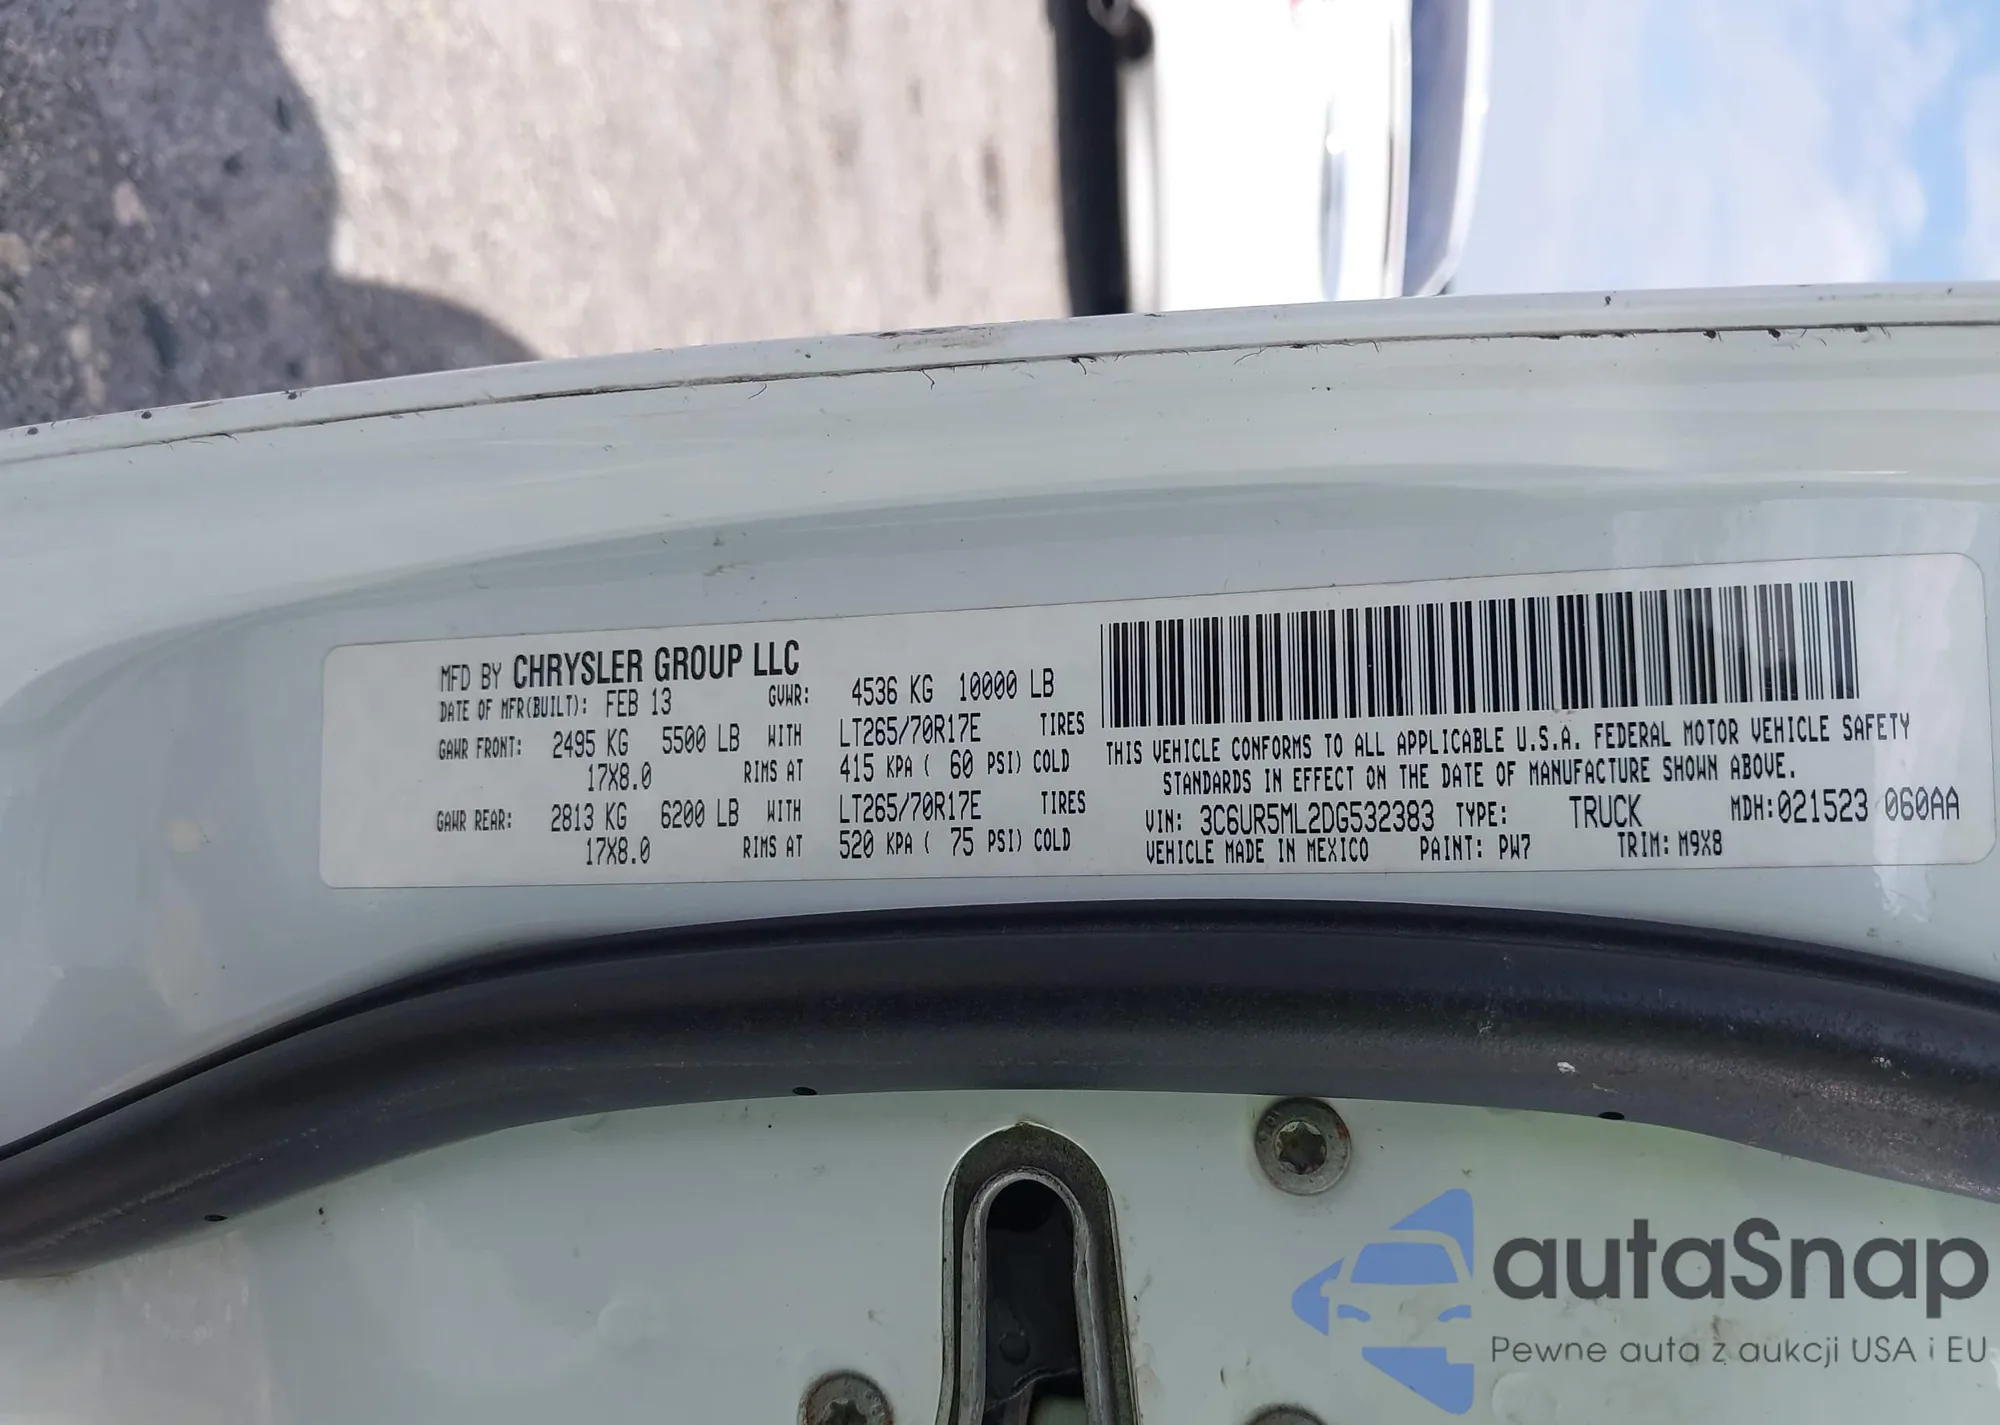 MFD BY CHRYSLER GROUP LLC
DATE OF MFR(BUILT): FEB 13 GVWR: 4536 KG 10000 LB
GAWR FRONT: 2495 KG 5500 LB WITH LT265/70R17E TIRES
17X8.0 RIMS AT 415 KPA ( 60 PSI) COLD
GAWR REAR: 2813 KG 6200 LB WITH LT265/70R17E TIRES
17X8.0 RIMS AT 520 KPA ( 75 PSI) COLD
THIS VEHICLE CONFORMS TO ALL APPLICABLE U.S.A. FEDERAL MOTOR VEHICLE SAFETY
STANDARDS IN EFFECT ON THE DATE OF MANUFACTURE SHOWN ABOVE.
VIN: 3C6UR5ML2DG532383 TYPE: TRUCK MDH:021523 060AA
VEHICLE MADE IN MEXICO PAINT: PW7 TRIM: M9X8
autaSnap
Pewne auta z aukcji USA i EU